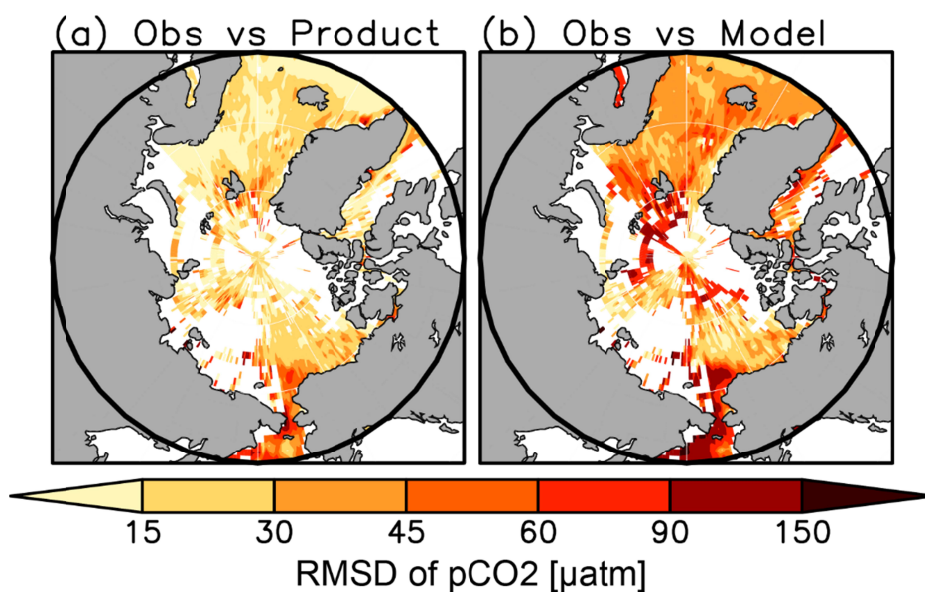 (a) Obs vs Product
(b) Obs vs Model
15 30 45 60 90 150
RMSD of pCO2 [µatm]